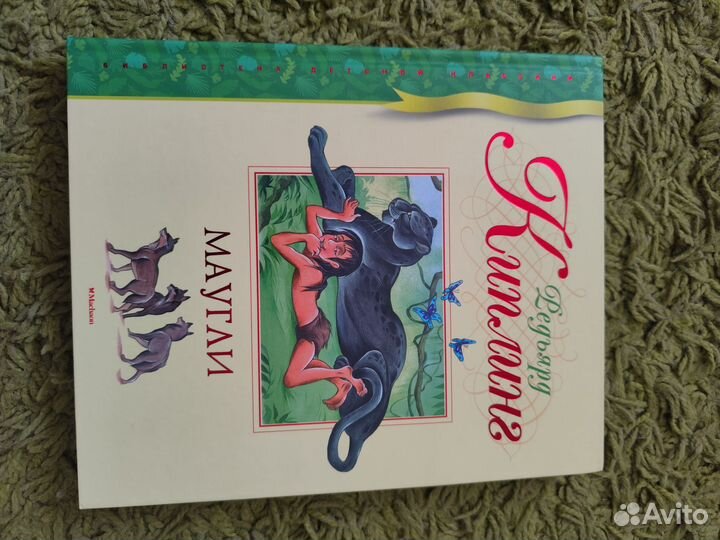 БИБЛИОТЕКА ДЕТСКОЙ КЛАССИКИ
Редьярд
Киплинг
МАУГЛИ
Machaon
Avito